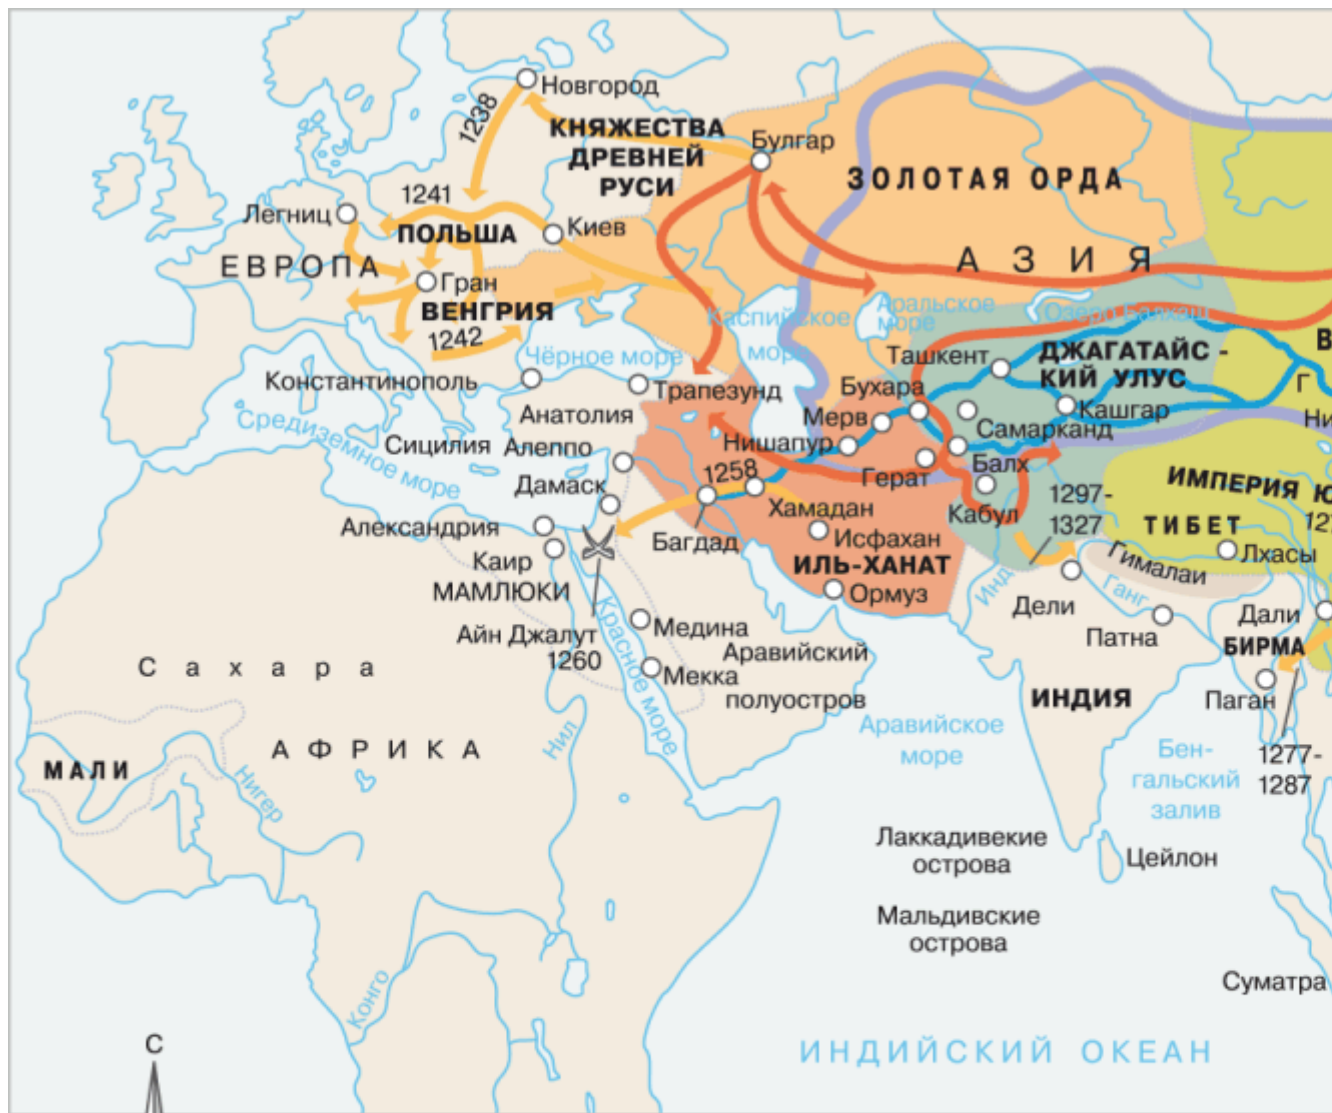 Новгород
1238
КНЯЖЕСТВА
ДРЕВНЕЙ
РУСИ
Булгар
ЗОЛОТАЯ ОРДА
1241
Легниц
ПОЛЬША
Киев
ЕВРОПА
АЗИЯ
Гран
ВЕНГРИЯ
1242
Каспийское
море
Аральское
море
Озеро Балхаш
Чёрное море
Ташкент
ДЖАГАТАЙС-
КИЙ УЛУС
В
Г
Константинополь
Трапезунд
Бухара
Кашгар
Ни
Анатолия
Мерв
Самарканд
Средиземное море
Сицилия
Алеппо
Нишапур
Герат
Балх
1258
Дамаск
Хамадан
Кабул
1297-
1327
ИМПЕРИЯ Ю
127
ТИБЕТ
Александрия
Багдад
Исфахан
Лхасы
Каир
ИЛЬ-ХАНАТ
Гималаи
МАМЛЮКИ
Ормуз
Инд
Дели
Ганг
Дали
Айн Джалут
1260
Красное море
Медина
Патна
БИРМА
Аравийский
полуостров
Мекка
Сахара
ИНДИЯ
Паган
АФРИКА
Нил
Аравийское
море
Бен-
гальский
залив
1277-
1287
МАЛИ
Нигер
Лаккадивекие
острова
Цейлон
Мальдивские
острова
Суматра
Конго
С
ИНДИЙСКИЙ ОКЕАН